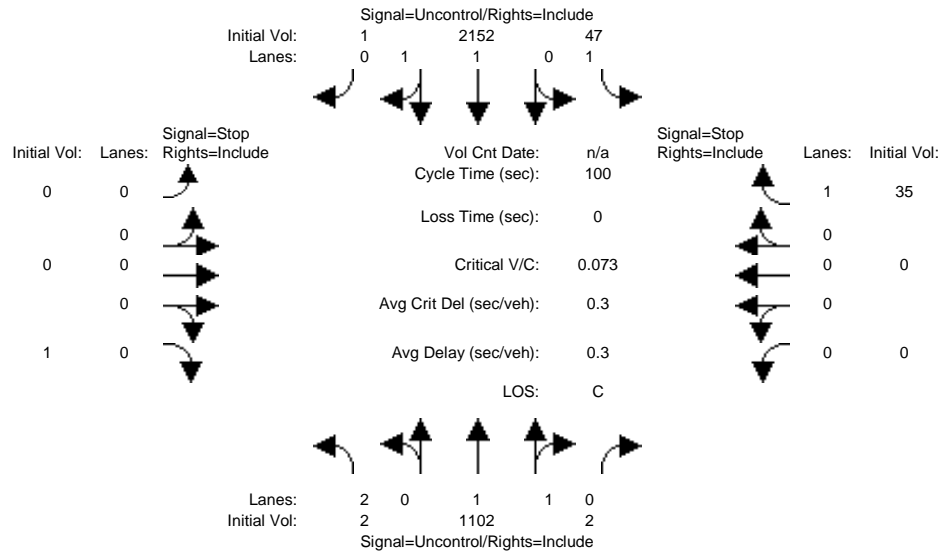 Signal=Uncontrol/Rights=Include
Initial Vol: 1 2152 47
Lanes: 0 1 1 0 1
Signal=Stop
Initial Vol: Lanes: Rights=Include
Vol Cnt Date: n/a
Signal=Stop
Rights=Include Lanes: Initial Vol:
Cycle Time (sec): 100
0 0
1 35
Loss Time (sec): 0
0
0
0 0
Critical V/C: 0.073
0 0
0
Avg Crit Del (sec/veh): 0.3
0
1 0
Avg Delay (sec/veh): 0.3
0 0
LOS: C
Lanes: 2 0 1 1 0
Initial Vol: 2 1102 2
Signal=Uncontrol/Rights=Include